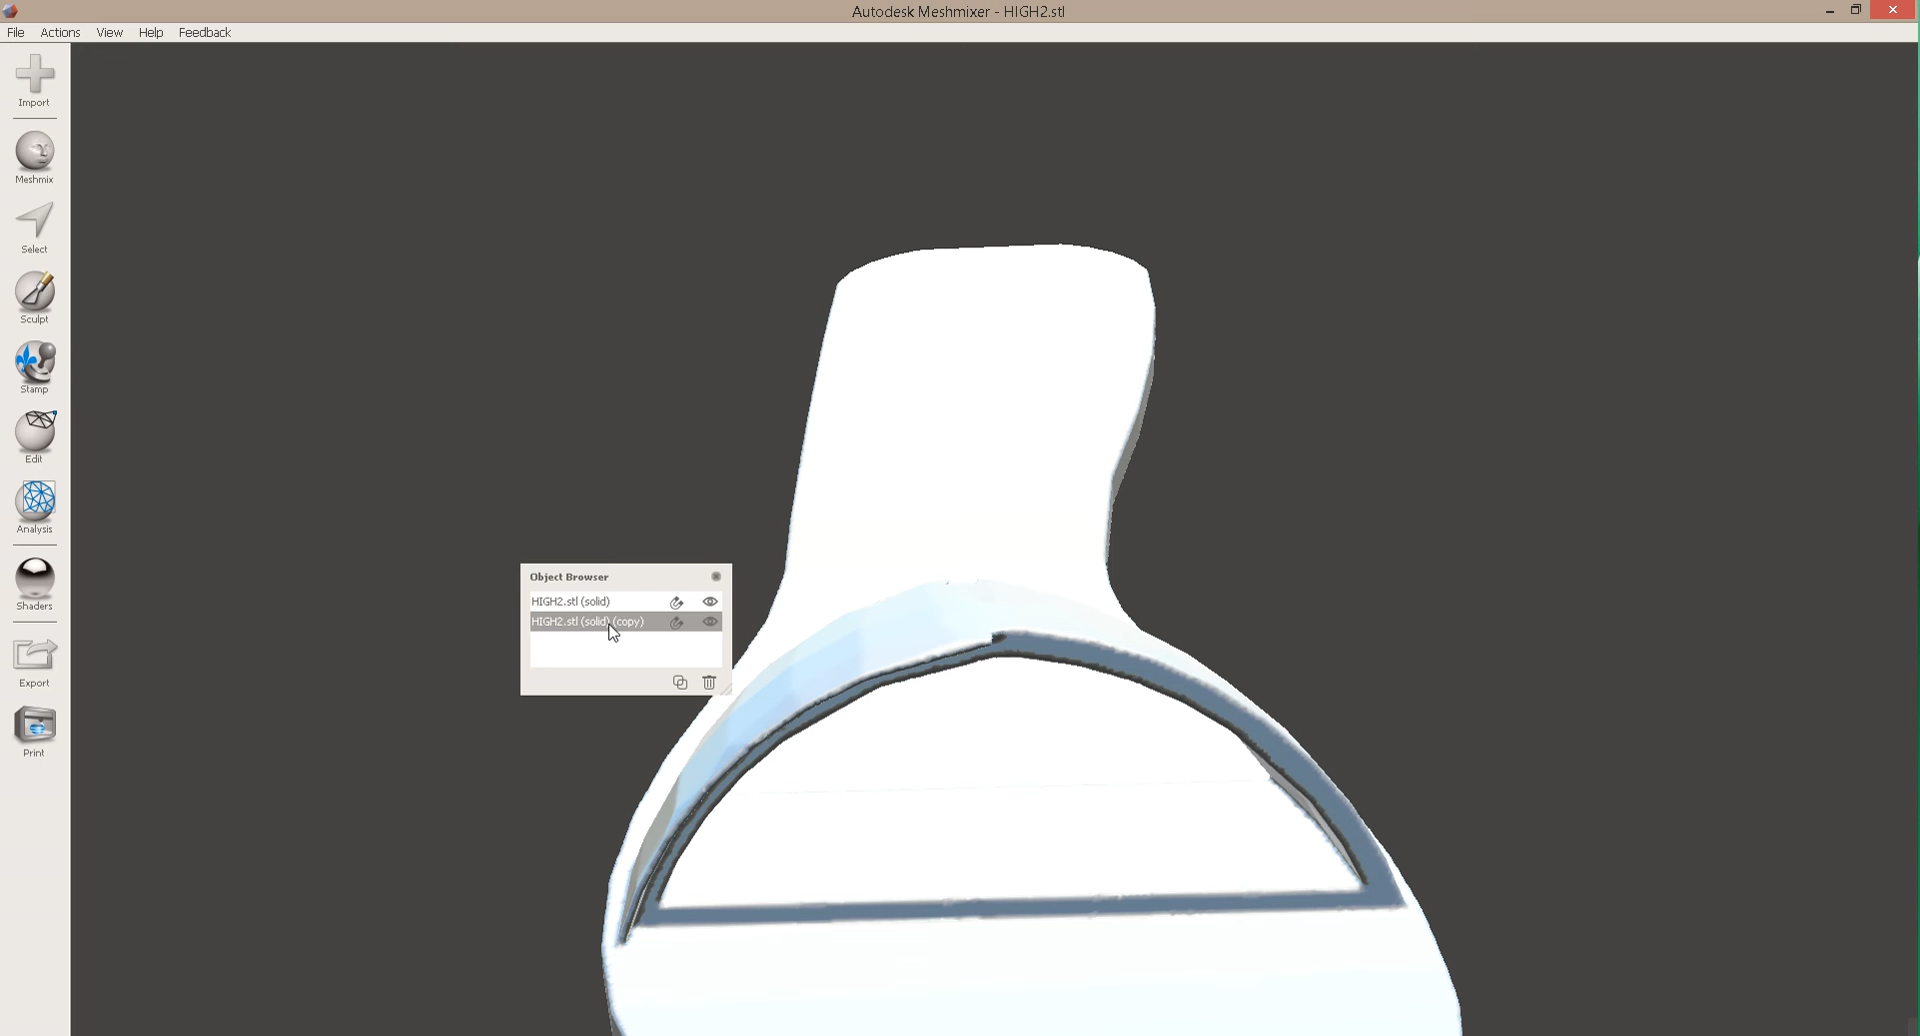 Autodesk Meshmixer - HIGH2.stl
File Actions View Help Feedback
Import
Meshmix
Select
Sculpt
Stamp
Edit
Analysis
Shaders
Export
Print
Object Browser
HIGH2.stl (solid)
HIGH2.stl (solid) (copy)